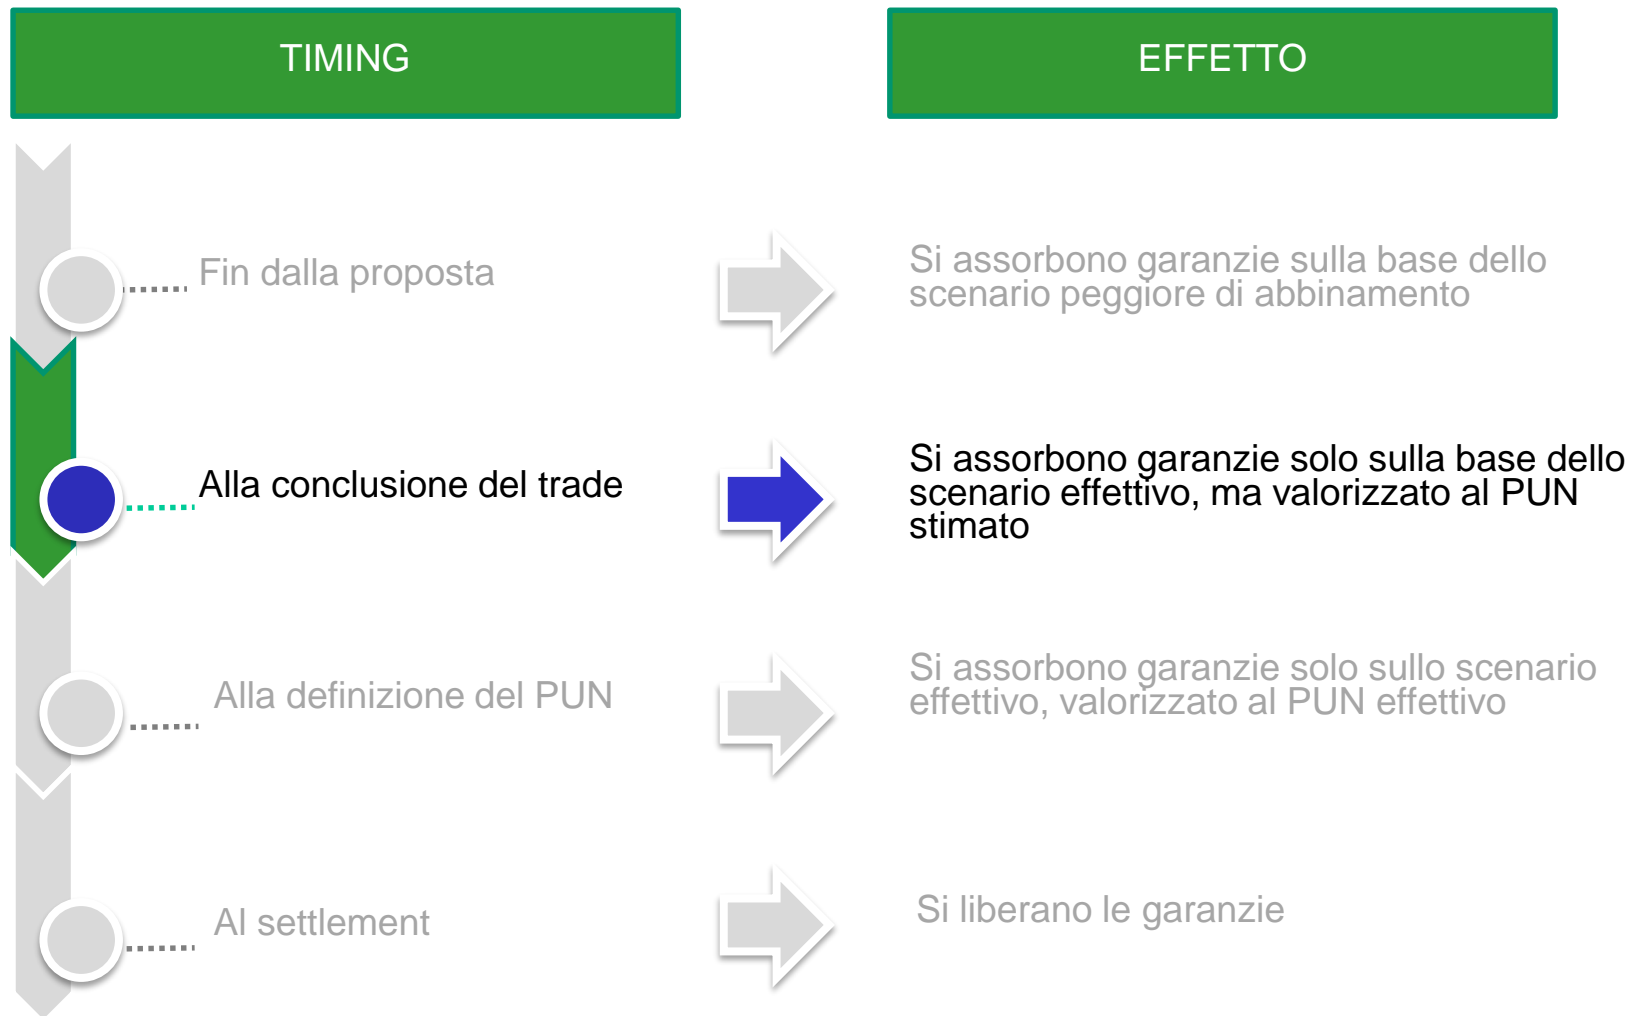 TIMING
EFFETTO
Fin dalla proposta
Si assorbono garanzie sulla base dello
scenario peggiore di abbinamento
Alla conclusione del trade
Si assorbono garanzie solo sulla base dello
scenario effettivo, ma valorizzato al PUN
stimato
Alla definizione del PUN
Si assorbono garanzie solo sullo scenario
effettivo, valorizzato al PUN effettivo
Al settlement
Si liberano le garanzie